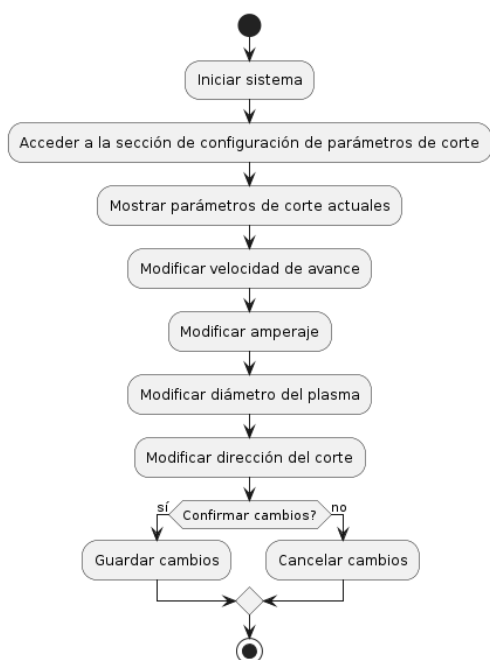 Iniciar sistema
Acceder a la sección de configuración de parámetros de corte
Mostrar parámetros de corte actuales
Modificar velocidad de avance
Modificar amperaje
Modificar diámetro del plasma
Modificar dirección del corte
sí
Confirmar cambios?
no
Guardar cambios
Cancelar cambios